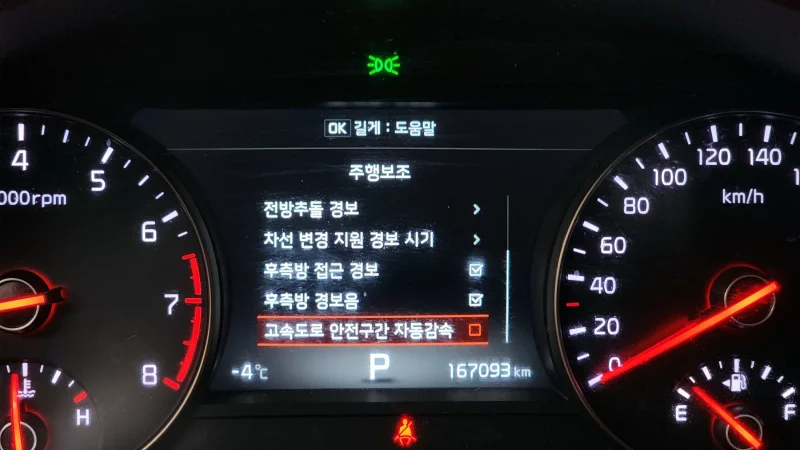 OK 길게 : 도움말
주행보조
전방추돌 경보 >
차선 변경 지원 경보 시기 >
후측방 접근 경보
후측방 경보음
고속도로 안전구간 자동감속
-4℃ P 167093 km
4
5
6
7
8
000rpm
H
0
20
40
60
80
100
120
140
km/h
E F